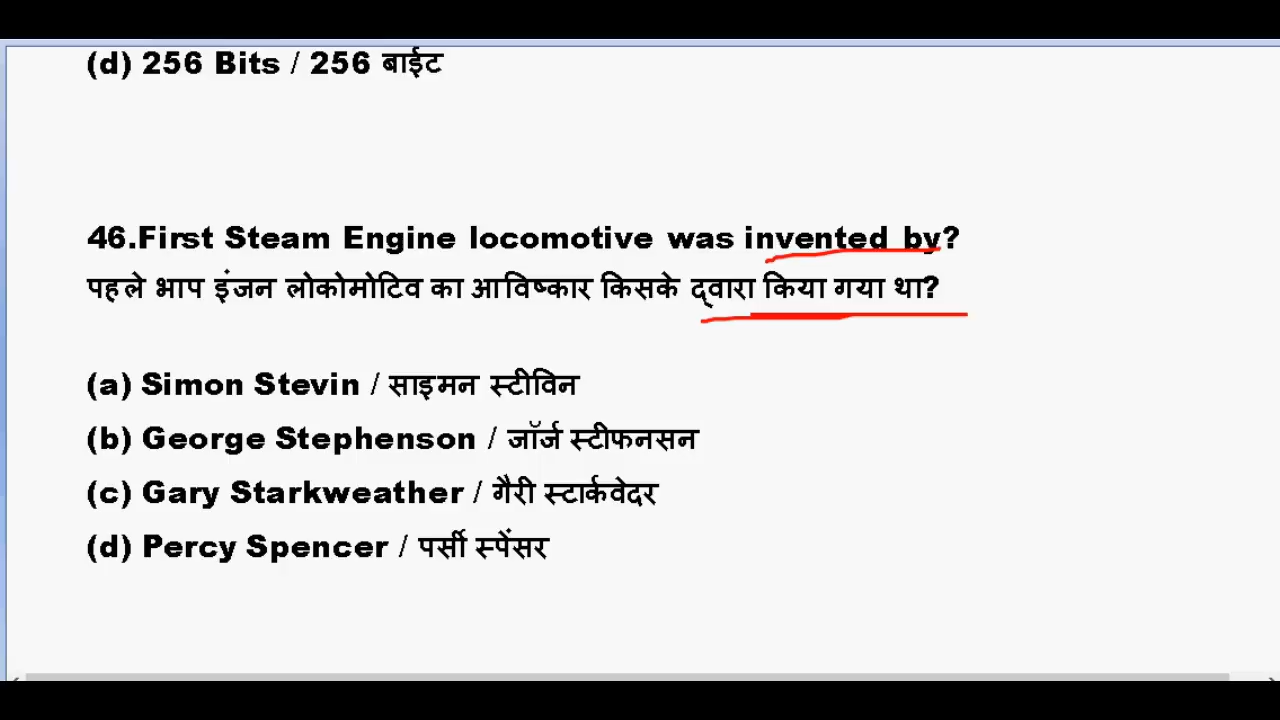 (d) 256 Bits / 256 बाईट
46.First Steam Engine locomotive was invented by?
पहले भाप इंजन लोकोमोटिव का आविष्कार किसके द्वारा किया गया था?
(a) Simon Stevin / साइमन स्टीविन
(b) George Stephenson / जॉर्ज स्टीफनसन
(c) Gary Starkweather / गैरी स्टार्कवेदर
(d) Percy Spencer / पर्सी स्पेंसर